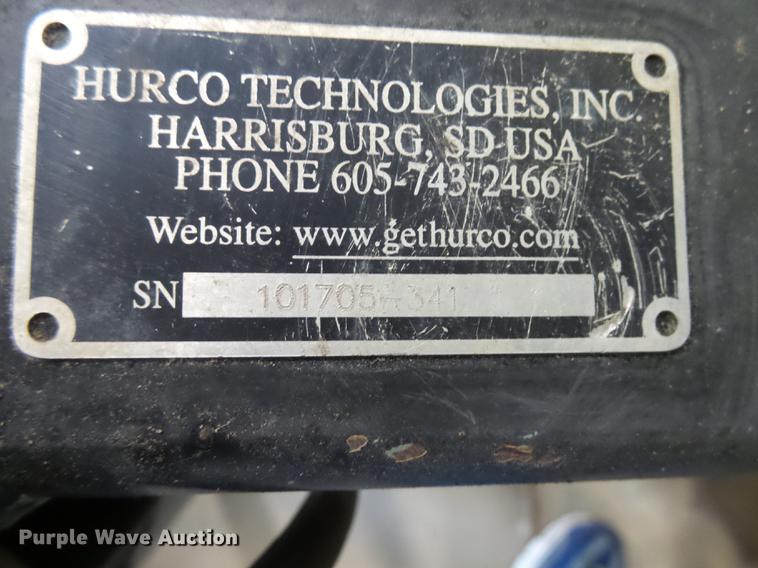 HURCO TECHNOLOGIES, INC.
HARRISBURG, SD USA
PHONE 605-743-2466
Website: www.gethurco.com
SN 101705-341
Purple Wave Auction